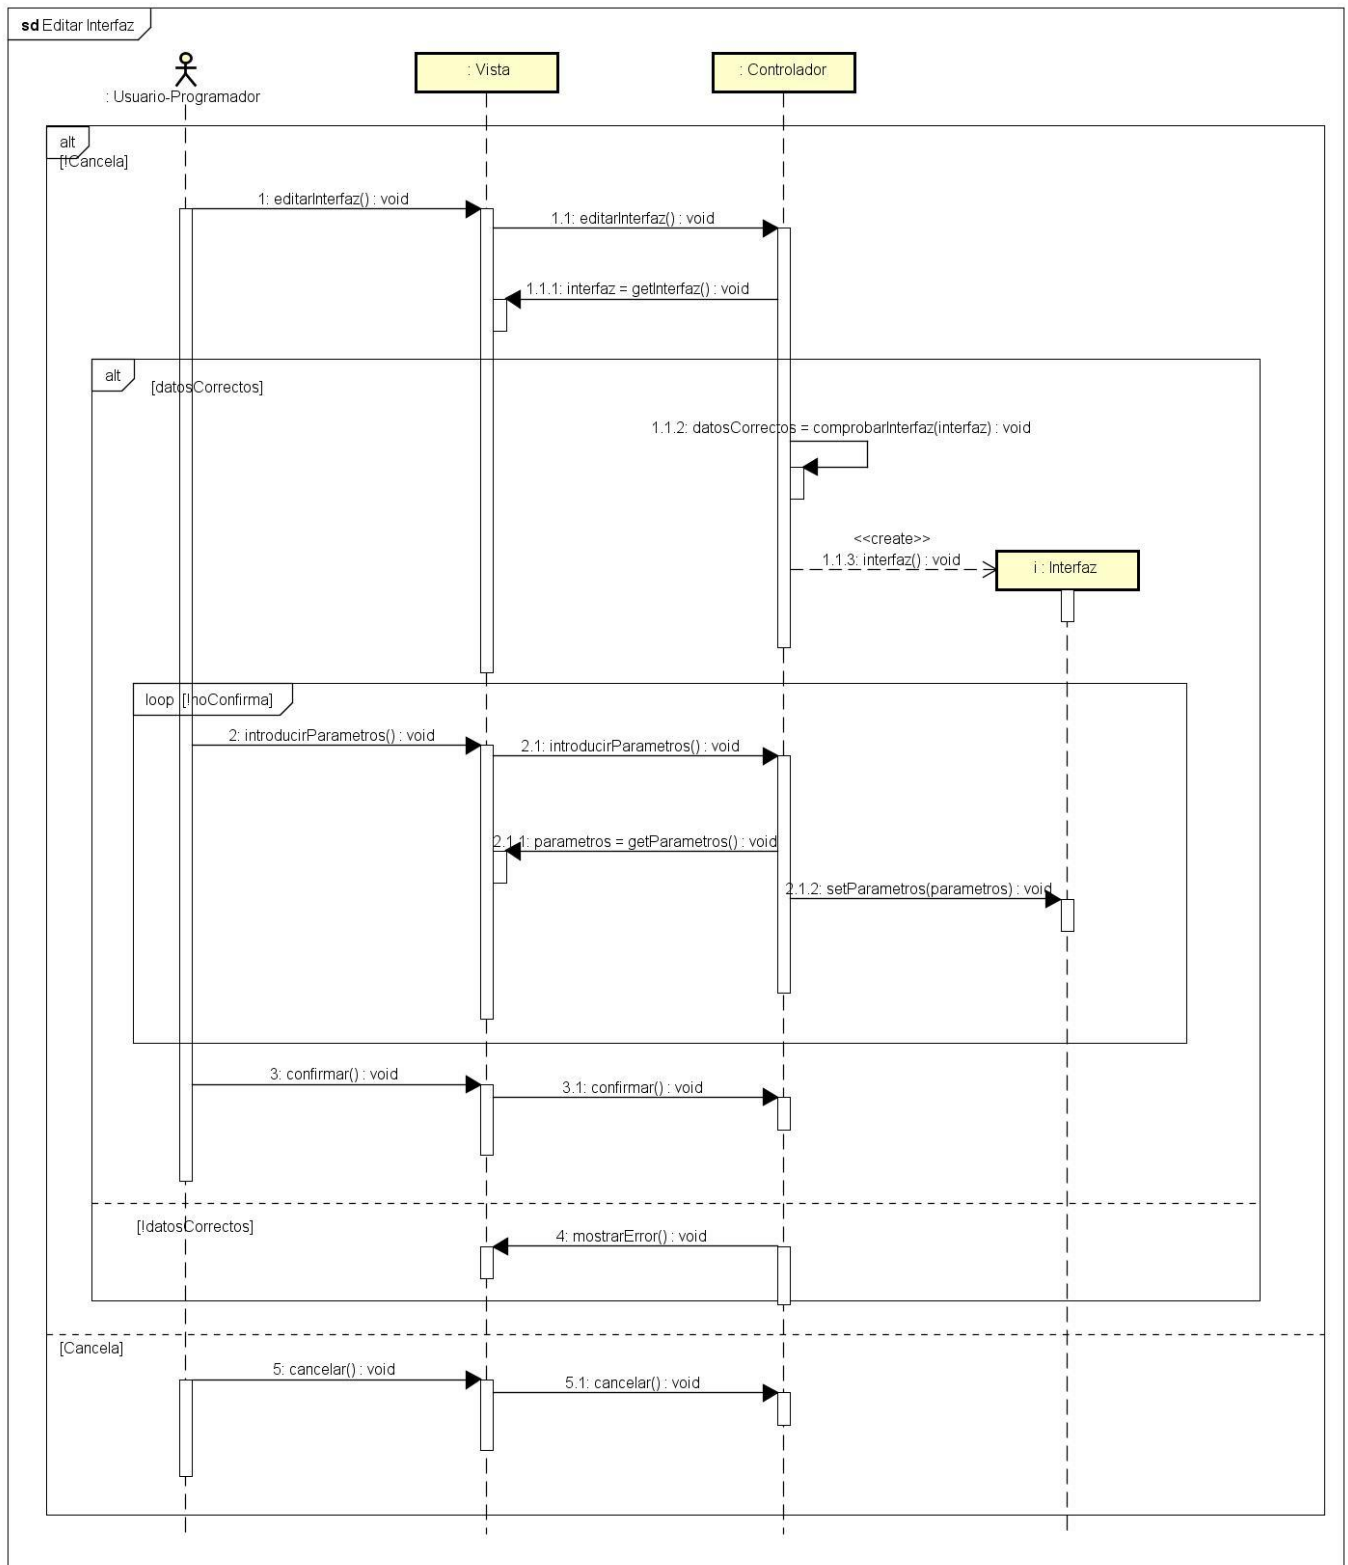 sd Editar Interfaz
: Usuario-Programador
: Vista
: Controlador
alt
[!Cancela]
1: editarInterfaz() : void
1.1: editarInterfaz() : void
1.1.1: interfaz = getInterfaz() : void
alt
[datosCorrectos]
1.1.2: datosCorrectos = comprobarInterfaz(interfaz) : void
<<create>>
1.1.3: interfaz() : void
i : Interfaz
loop [!noConfirma]
2: introducirParametros() : void
2.1: introducirParametros() : void
2.1.1: parametros = getParametros() : void
2.1.2: setParametros(parametros) : void
3: confirmar() : void
3.1: confirmar() : void
[!datosCorrectos]
4: mostrarError() : void
[Cancela]
5: cancelar() : void
5.1: cancelar() : void